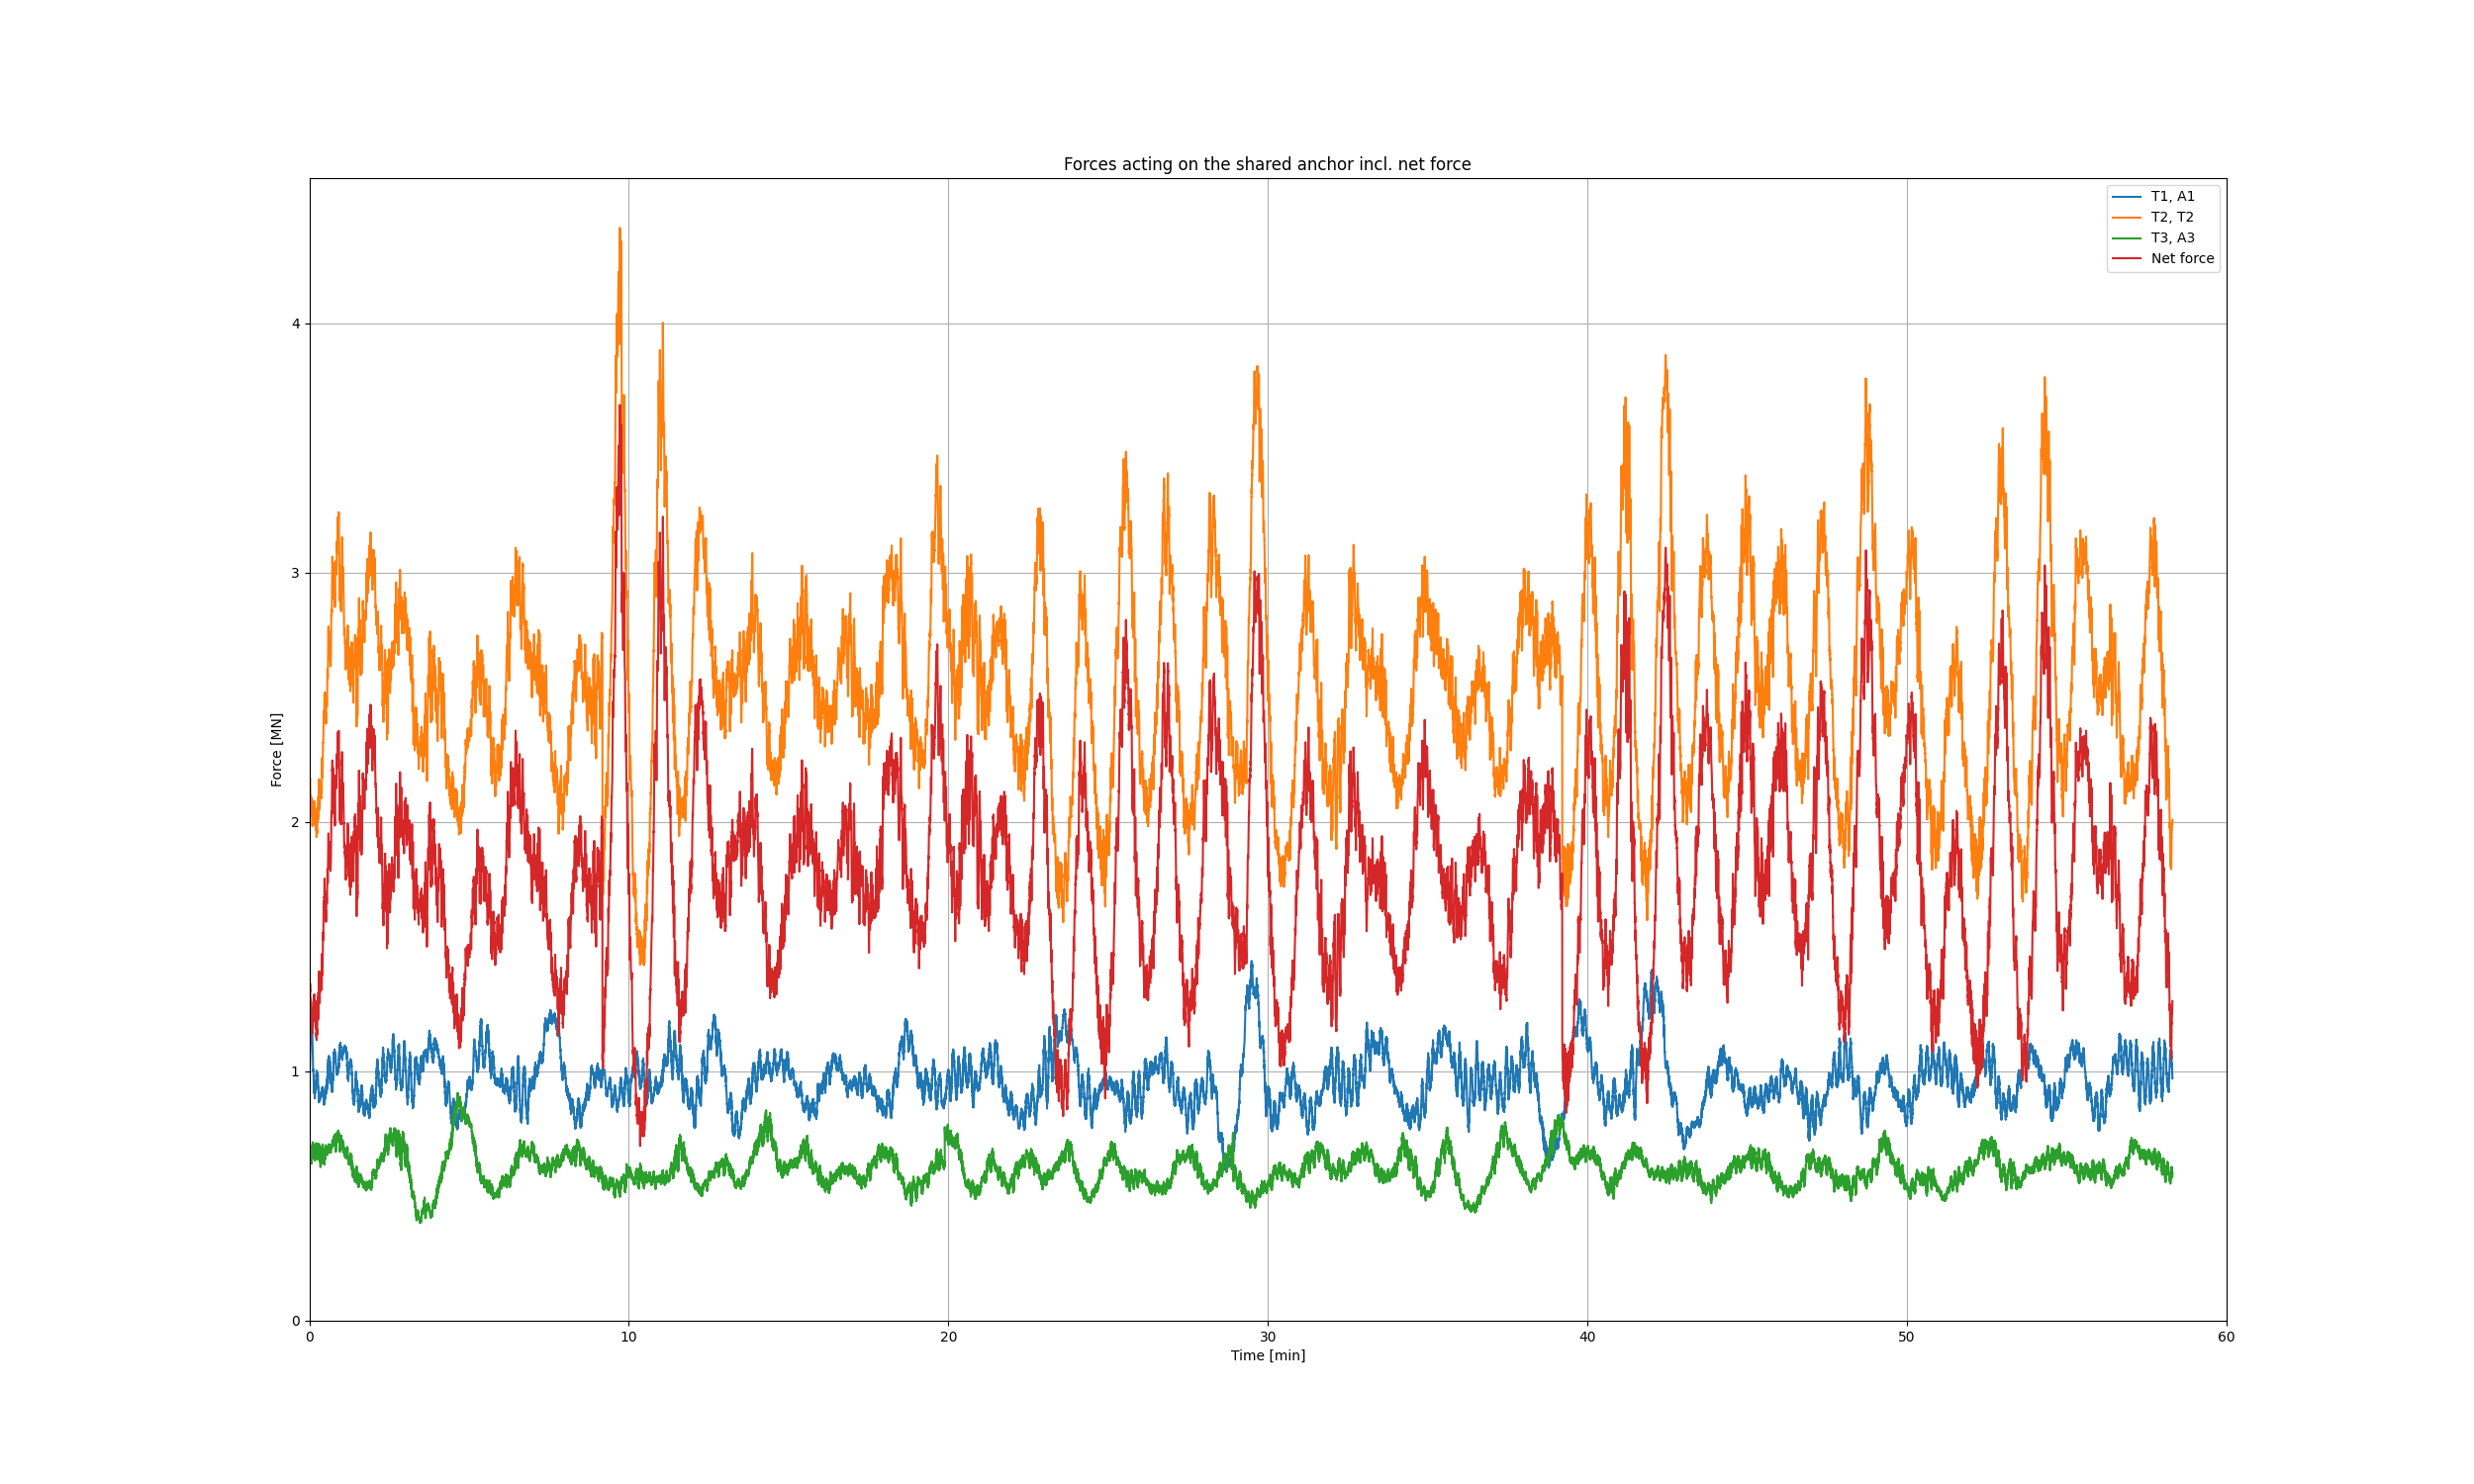 Forces acting on the shared anchor incl. net force
T1, A1
T2, T2
T3, A3
Net force
4
3
2
1
0
Force [MN]
0 10 20 30 40 50 60
Time [min]